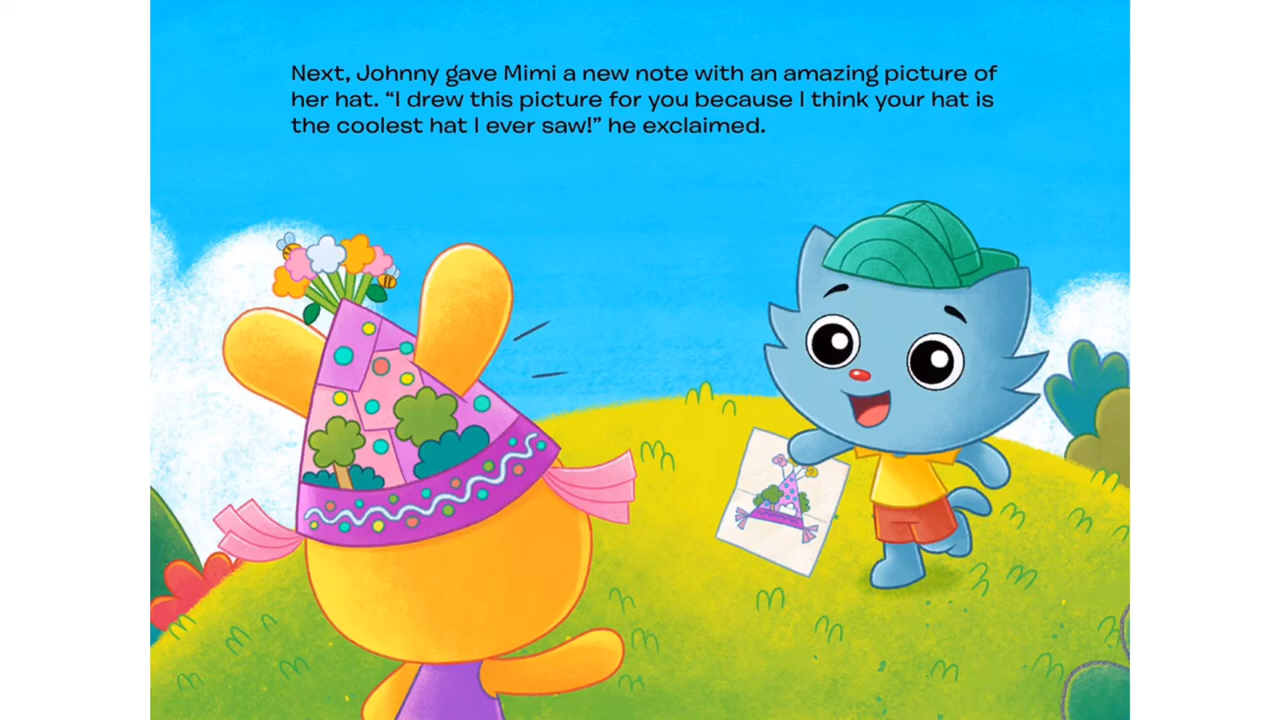 Next, Johnny gave Mimi a new note with an amazing picture of
her hat. “I drew this picture for you because I think your hat is
the coolest hat I ever saw!” he exclaimed.